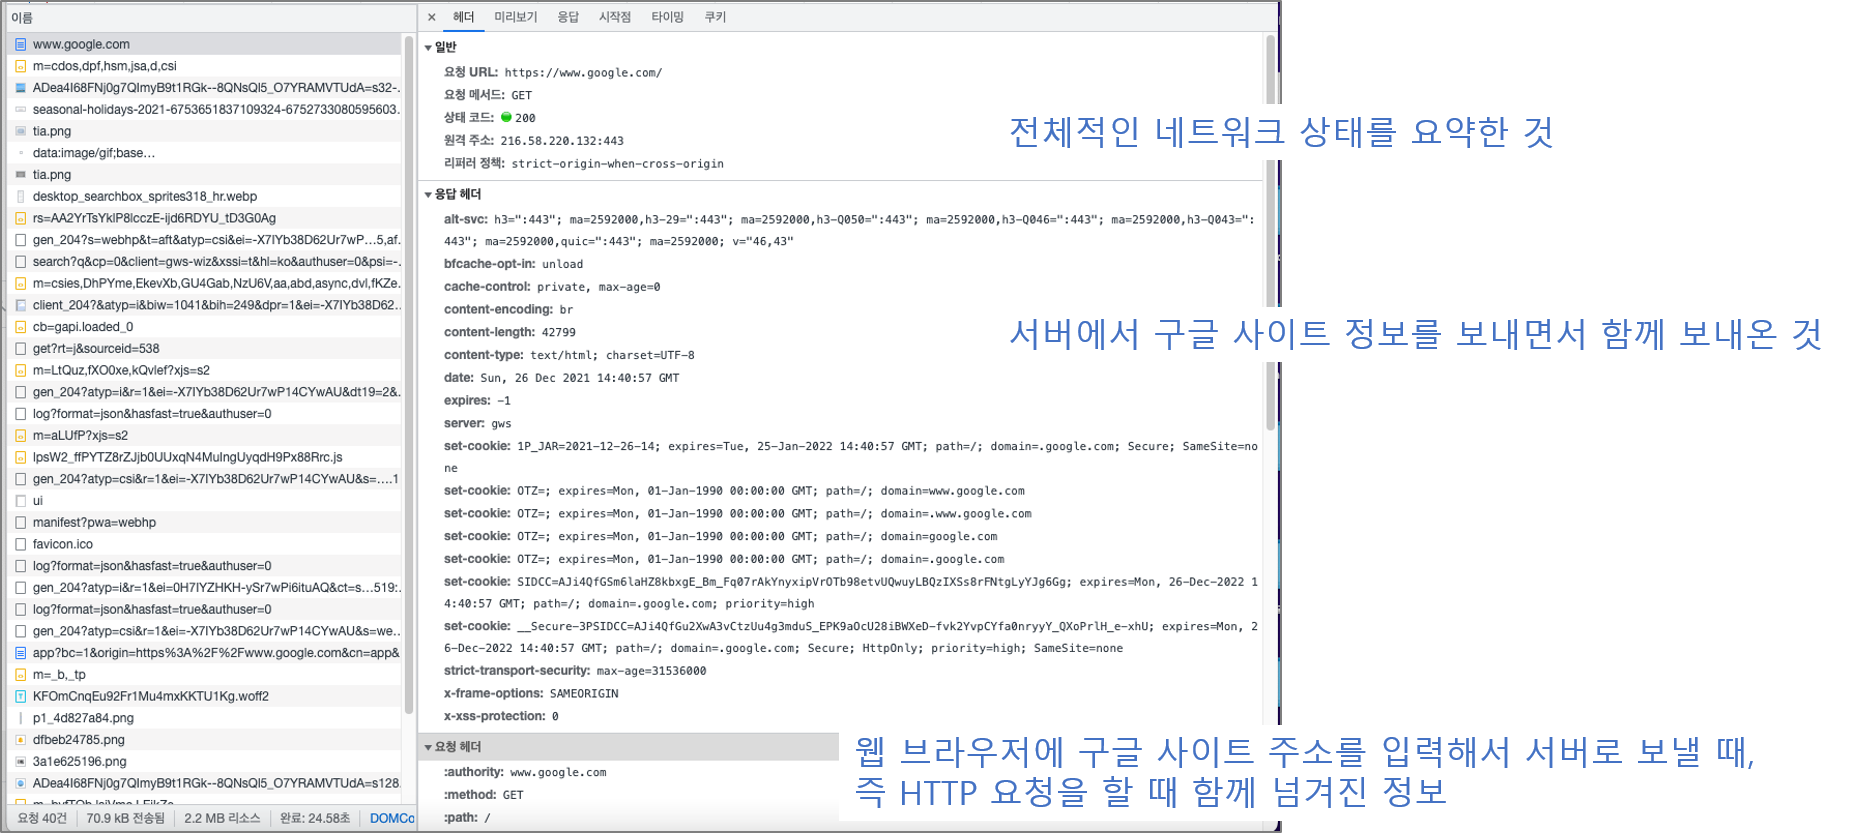 이름
www.google.com
m=cdos,dpf,hsm,jsa,d,csi
ADea4I68FNj0g7QImyB9t1RGk--8QNsQl5_O7YRAMVTUdA=s32-...
seasonal-holidays-2021-6753651837109324-6752733080595603...
tia.png
data:image/gif;base...
tia.png
desktop_searchbox_sprites318_hr.webp
rs=AA2YrTsYklP8lcczE-ijd6RDYU_tD3G0Ag
gen_204?s=webhp&t=aft&atyp=csi&ei=-X7IYb38D62Ur7wP...5,af...
search?q&cp=0&client=gws-wiz&xssi=t&hl=ko&authuser=0&psi=-...
m=csies,DhPYme,EkevXb,GU4Gab,NzU6V,aa,abd,async,dvl,fKZe...
client_204?&atyp=i&biw=1041&bih=249&dpr=1&ei=-X7IYb38D62...
cb=gapi.loaded_0
get?rt=j&sourceid=538
m=LtQuz,fXO0xe,kQvlef?xjs=s2
gen_204?atyp=i&r=1&ei=-X7IYb38D62Ur7wP14CYwAU&dt19=2&...
log?format=json&hasfast=true&authuser=0
m=aLUfP?xjs=s2
lpsW2_ffPYTZ8rZJjb0UUxqN4MuIngUyqdH9Px88Rrc.js
gen_204?atyp=csi&r=1&ei=-X7IYb38D62Ur7wP14CYwAU&s=....1
ui
manifest?pwa=webhp
favicon.ico
log?format=json&hasfast=true&authuser=0
gen_204?atyp=i&r=1&ei=0H7IYZHKH-ySr7wPi6ituAQ&ct=s...519:...
log?format=json&hasfast=true&authuser=0
gen_204?atyp=csi&r=1&ei=-X7IYb38D62Ur7wP14CYwAU&s=we...
app?bc=1&origin=https%3A%2F%2Fwww.google.com&cn=app&
m=_b,_tp
KFOmCnqEu92Fr1Mu4mxKKTU1Kg.woff2
p1_4d827a84.png
dfbeb24785.png
3a1e625196.png
ADea4I68FNj0g7QImyB9t1RGk--8QNsQl5_O7YRAMVTUdA=s128...
요청 40건 70.9 kB 전송됨 2.2 MB 리소스 완료: 24.58초 DOMCo
× 헤더 미리보기 응답 시작점 타이밍 쿠키
▼일반
요청 URL: https://www.google.com/
요청 메서드: GET
상태 코드: 200
원격 주소: 216.58.220.132:443
리퍼러 정책: strict-origin-when-cross-origin
전체적인 네트워크 상태를 요약한 것
▼응답 헤더
alt-svc: h3=":443"; ma=2592000,h3-29=":443"; ma=2592000,h3-Q050=":443"; ma=2592000,h3-Q046=":443"; ma=2592000,h3-Q043=":
443"; ma=2592000,quic=":443"; ma=2592000; v="46,43"
bfcache-opt-in: unload
cache-control: private, max-age=0
content-encoding: br
content-length: 42799
content-type: text/html; charset=UTF-8
date: Sun, 26 Dec 2021 14:40:57 GMT
expires: -1
server: gws
서버에서 구글 사이트 정보를 보내면서 함께 보내온 것
set-cookie: 1P_JAR=2021-12-26-14; expires=Tue, 25-Jan-2022 14:40:57 GMT; path=/; domain=.google.com; Secure; SameSite=no
ne
set-cookie: OTZ=; expires=Mon, 01-Jan-1990 00:00:00 GMT; path=/; domain=www.google.com
set-cookie: OTZ=; expires=Mon, 01-Jan-1990 00:00:00 GMT; path=/; domain=.www.google.com
set-cookie: OTZ=; expires=Mon, 01-Jan-1990 00:00:00 GMT; path=/; domain=google.com
set-cookie: OTZ=; expires=Mon, 01-Jan-1990 00:00:00 GMT; path=/; domain=.google.com
set-cookie: SIDCC=AJi4QfGSm6laHZ8kbxgE_Bm_Fq07rAkYnyxipVrOTb98etvUQwuyLBQzIXSs8rFNtgLyYJg6Gg; expires=Mon, 26-Dec-2022 1
4:40:57 GMT; path=/; domain=.google.com; priority=high
set-cookie: __Secure-3PSIDCC=AJi4QfGu2XwA3vCtzUu4g3mduS_EPK9aOcU28iBWXeD-fvk2YvpCYfa0nryyY_QXoPrlH_e-xhU; expires=Mon, 2
6-Dec-2022 14:40:57 GMT; path=/; domain=.google.com; Secure; HttpOnly; priority=high; SameSite=none
strict-transport-security: max-age=31536000
x-frame-options: SAMEORIGIN
x-xss-protection: 0
▼요청 헤더
:authority: www.google.com
:method: GET
:path: /
웹 브라우저에 구글 사이트 주소를 입력해서 서버로 보낼 때,
즉 HTTP 요청을 할 때 함께 넘겨진 정보